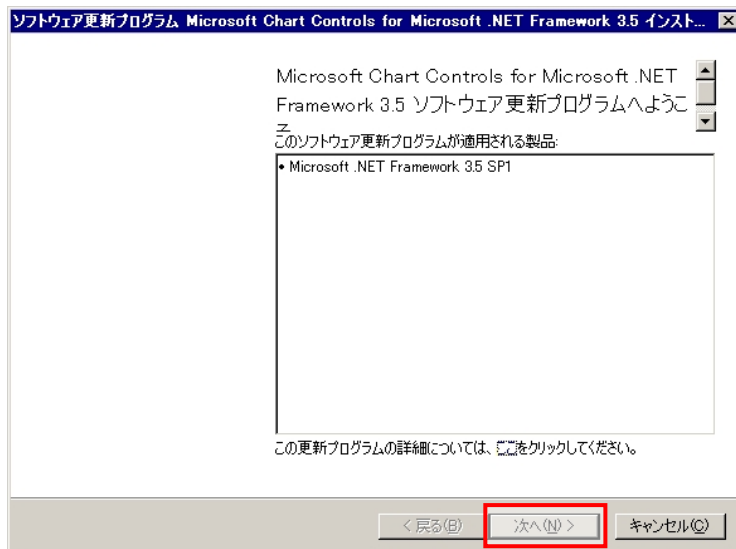 ソフトウェア更新プログラム Microsoft Chart Controls for Microsoft .NET Framework 3.5 インスト...
Microsoft Chart Controls for Microsoft .NET
Framework 3.5 ソフトウェア更新プログラムへようこ
そ
このソフトウェア更新プログラムが適用される製品:
• Microsoft .NET Framework 3.5 SP1
この更新プログラムの詳細については、ここをクリックしてください。
< 戻る(B)
次へ(N) >
キャンセル(C)